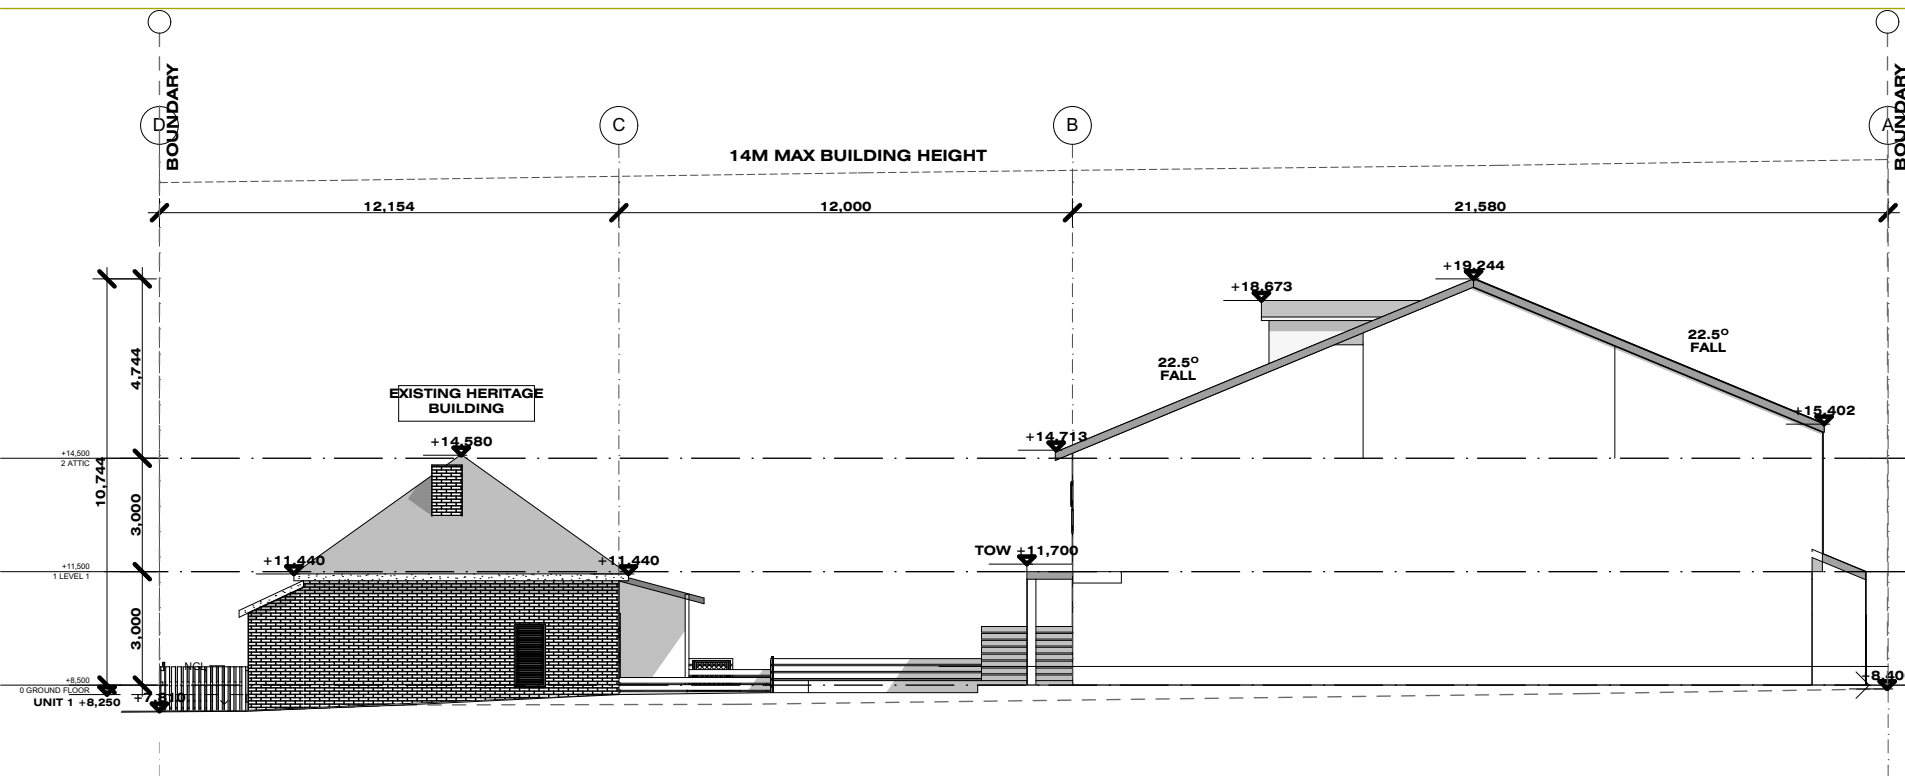 BOUNDARY
BOUNDARY
D
C
B
A
14M MAX BUILDING HEIGHT
12,154
12,000
21,580
+19,244
+18,673
22.5°
FALL
22.5°
FALL
4,744
EXISTING HERITAGE
BUILDING
+15,402
+14,713
+14,580
+14,500
2 ATTIC
10,744
3,000
TOW +11,700
+11,440
+11,440
+11,500
1 LEVEL 1
3,000
NGL
+8,500
0 GROUND FLOOR
UNIT 1 +8,250